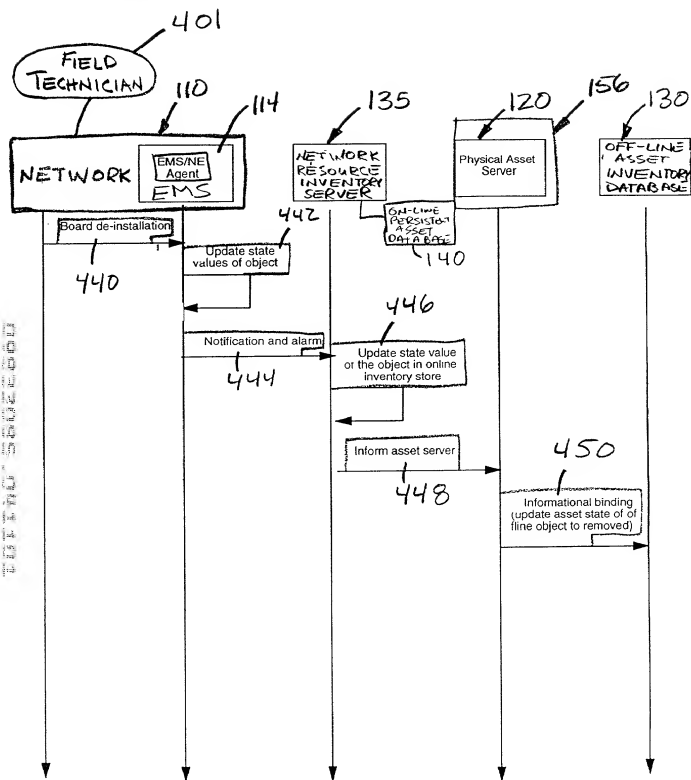 401
FIELD
TECHNICIAN
110
114
135
120
156
130
NETWORK
EMS/NE
Agent
EMS
NETWORK
RESOURCE
INVENTORY
SERVER
Physical Asset
Server
OFF-LINE
ASSET
INVENTORY
DATABASE
ON-LINE
PERSISTENT
ASSET
DATABASE
140
Board de-installation
440
442
Update state
values of object
Notification and alarm
444
446
Update state value
of the object in online
inventory store
Inform asset server
448
450
Informational binding
(update asset state of of
fline object to removed)